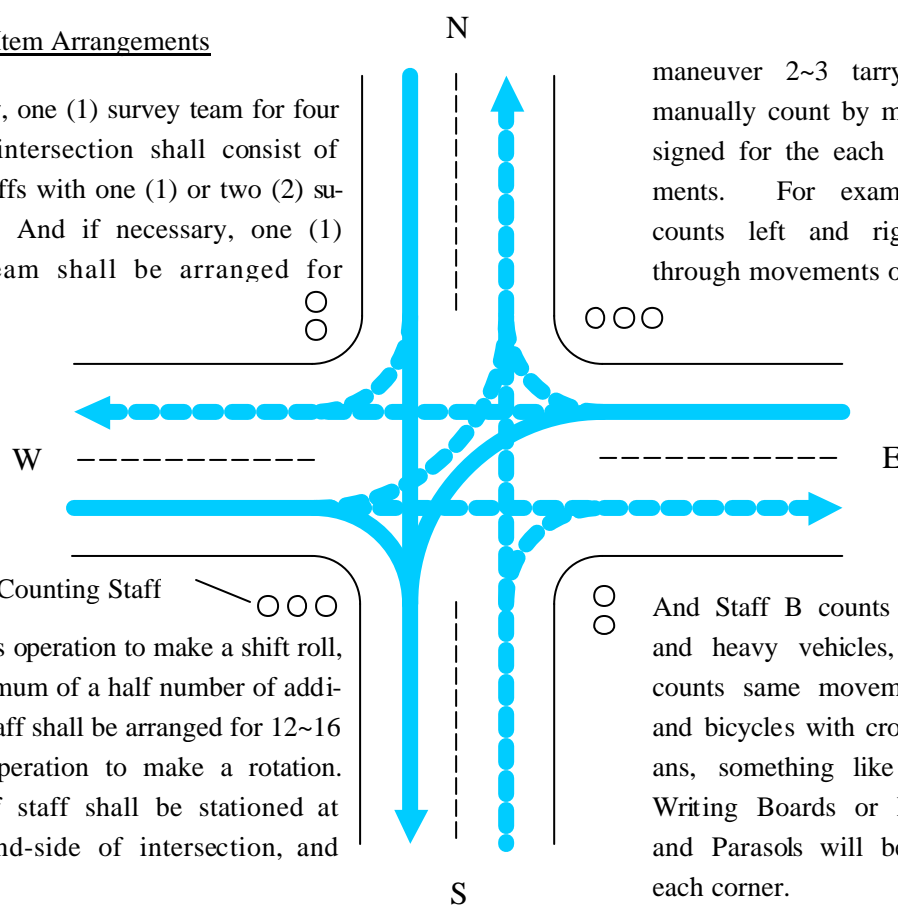 N
Item Arrangements
, one (1) survey team for four
intersection shall consist of
ffs with one (1) or two (2) su-
And if necessary, one (1)
eam shall be arranged for
maneuver 2~3 tarry
manually count by m
signed for the each
ments. For exam
counts left and rig
through movements o
W
E
Counting Staff
s operation to make a shift roll,
mum of a half number of addi-
aff shall be arranged for 12~16
peration to make a rotation.
f staff shall be stationed at
nd-side of intersection, and
And Staff B counts
and heavy vehicles,
counts same movem
and bicycles with cro
ans, something like
Writing Boards or
and Parasols will be
each corner.
S